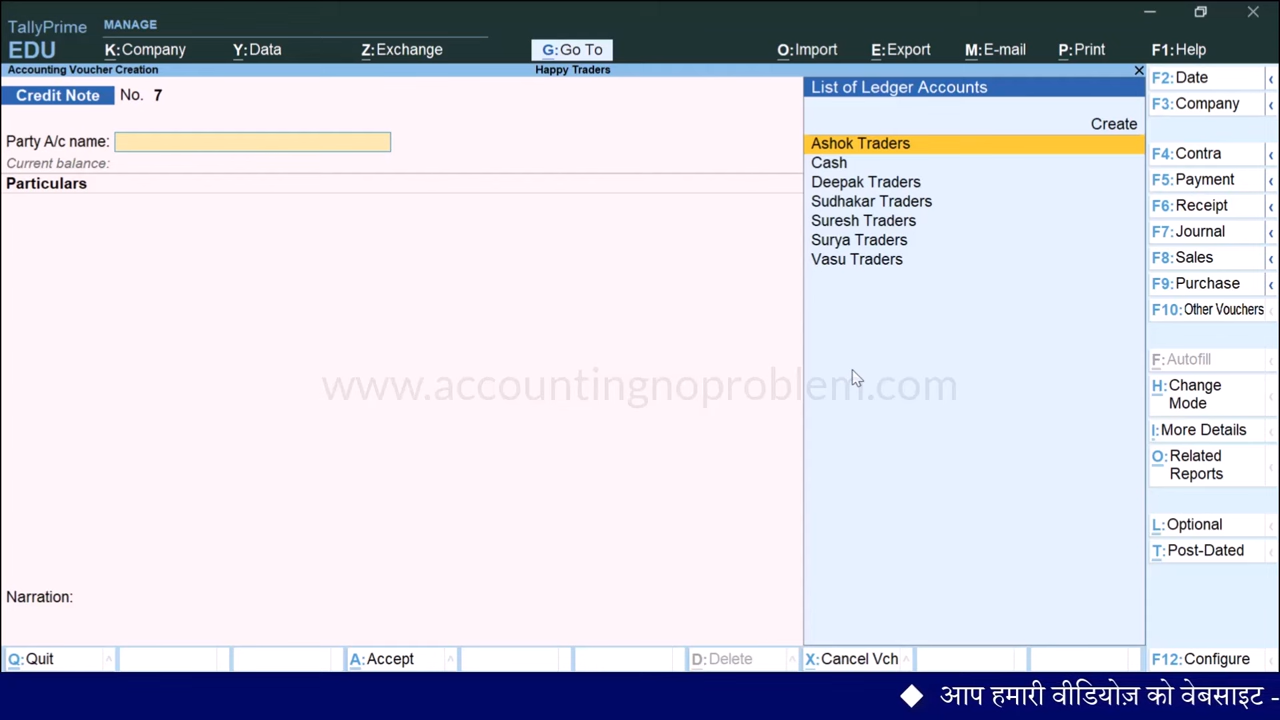 TallyPrime MANAGE
EDU K:Company Y:Data Z:Exchange G:Go To O:Import E:Export M:E-mail P:Print F1:Help
Accounting Voucher Creation Happy Traders
Credit Note No. 7
Party A/c name:
Current balance:
Particulars
List of Ledger Accounts
Create
Ashok Traders
Cash
Deepak Traders
Sudhakar Traders
Suresh Traders
Surya Traders
Vasu Traders
F2:Date
F3:Company
F4:Contra
F5:Payment
F6:Receipt
F7:Journal
F8:Sales
F9:Purchase
F10:Other Vouchers
F:Autofill
H:Change
Mode
I:More Details
O:Related
Reports
L:Optional
T:Post-Dated
www.accountingnoproblem.com
Narration:
Q:Quit A:Accept D:Delete X:Cancel Vch F12:Configure
आप हमारी वीडियोज़ को वेबसाइट -